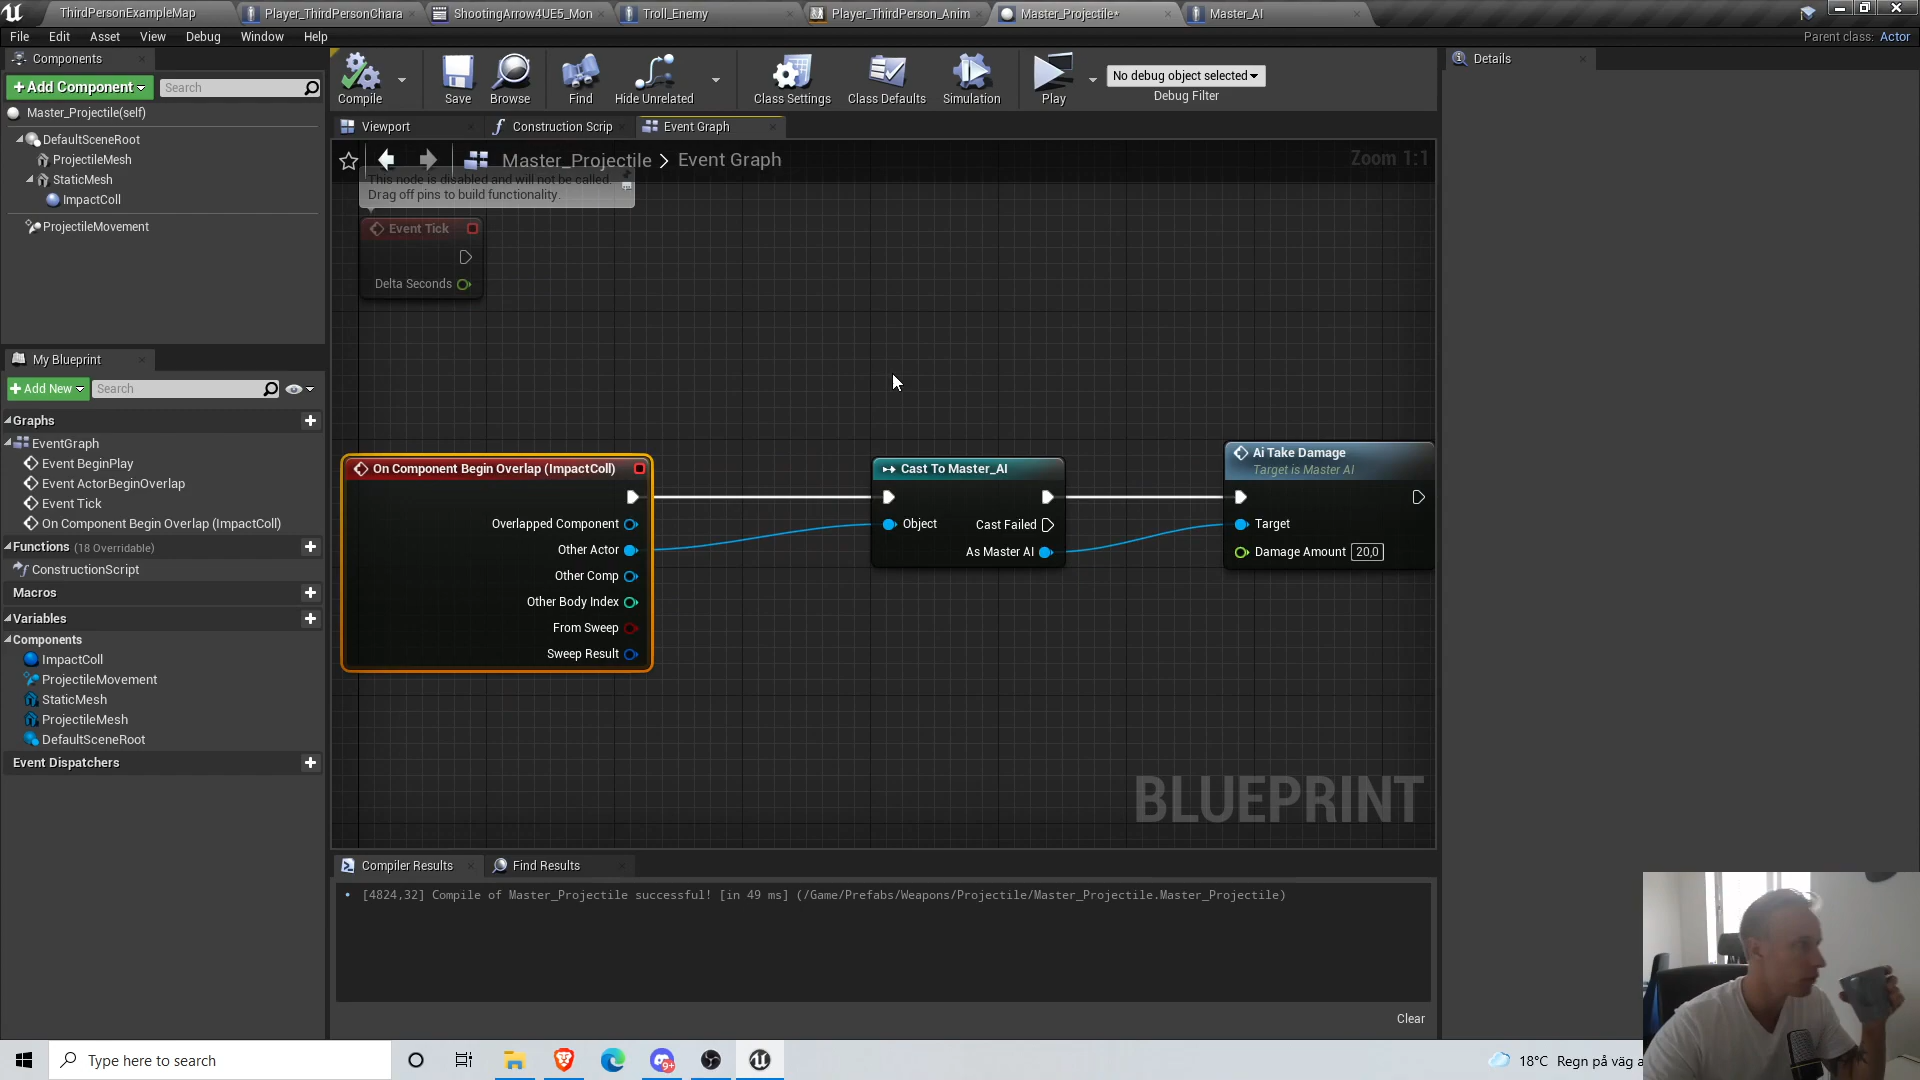 ThirdPersonExampleMap
Player_ThirdPersonChara
ShootingArrow4UE5_Mon
Troll_Enemy
Player_ThirdPerson_Anim
Master_Projectile*
Master_AI
File
Edit
Asset
View
Debug
Window
Help
Parent class: Actor
Components
+Add Component
Search
Master_Projectile(self)
DefaultSceneRoot
ProjectileMesh
StaticMesh
ImpactColl
ProjectileMovement
My Blueprint
+Add New
Search
Graphs
EventGraph
Event BeginPlay
Event ActorBeginOverlap
Event Tick
On Component Begin Overlap (ImpactColl)
Functions (18 Overridable)
ConstructionScript
Macros
Variables
Components
ImpactColl
ProjectileMovement
StaticMesh
ProjectileMesh
DefaultSceneRoot
Event Dispatchers
Compile
Save
Browse
Find
Hide Unrelated
Class Settings
Class Defaults
Simulation
Play
No debug object selected
Debug Filter
Viewport
Construction Scrip
Event Graph
Master_Projectile > Event Graph
Zoom 1:1
This node is disabled and will not be called.
Drag off pins to build functionality.
Event Tick
Delta Seconds
On Component Begin Overlap (ImpactColl)
Overlapped Component
Other Actor
Other Comp
Other Body Index
From Sweep
Sweep Result
Cast To Master_AI
Object
Cast Failed
As Master AI
Ai Take Damage
Target is Master AI
Target
Damage Amount 20,0
BLUEPRINT
Compiler Results
Find Results
[4824,32] Compile of Master_Projectile successful! [in 49 ms] (/Game/Prefabs/Weapons/Projectile/Master_Projectile.Master_Projectile)
Clear
Details
Type here to search
9+
18°C Regn på väg a